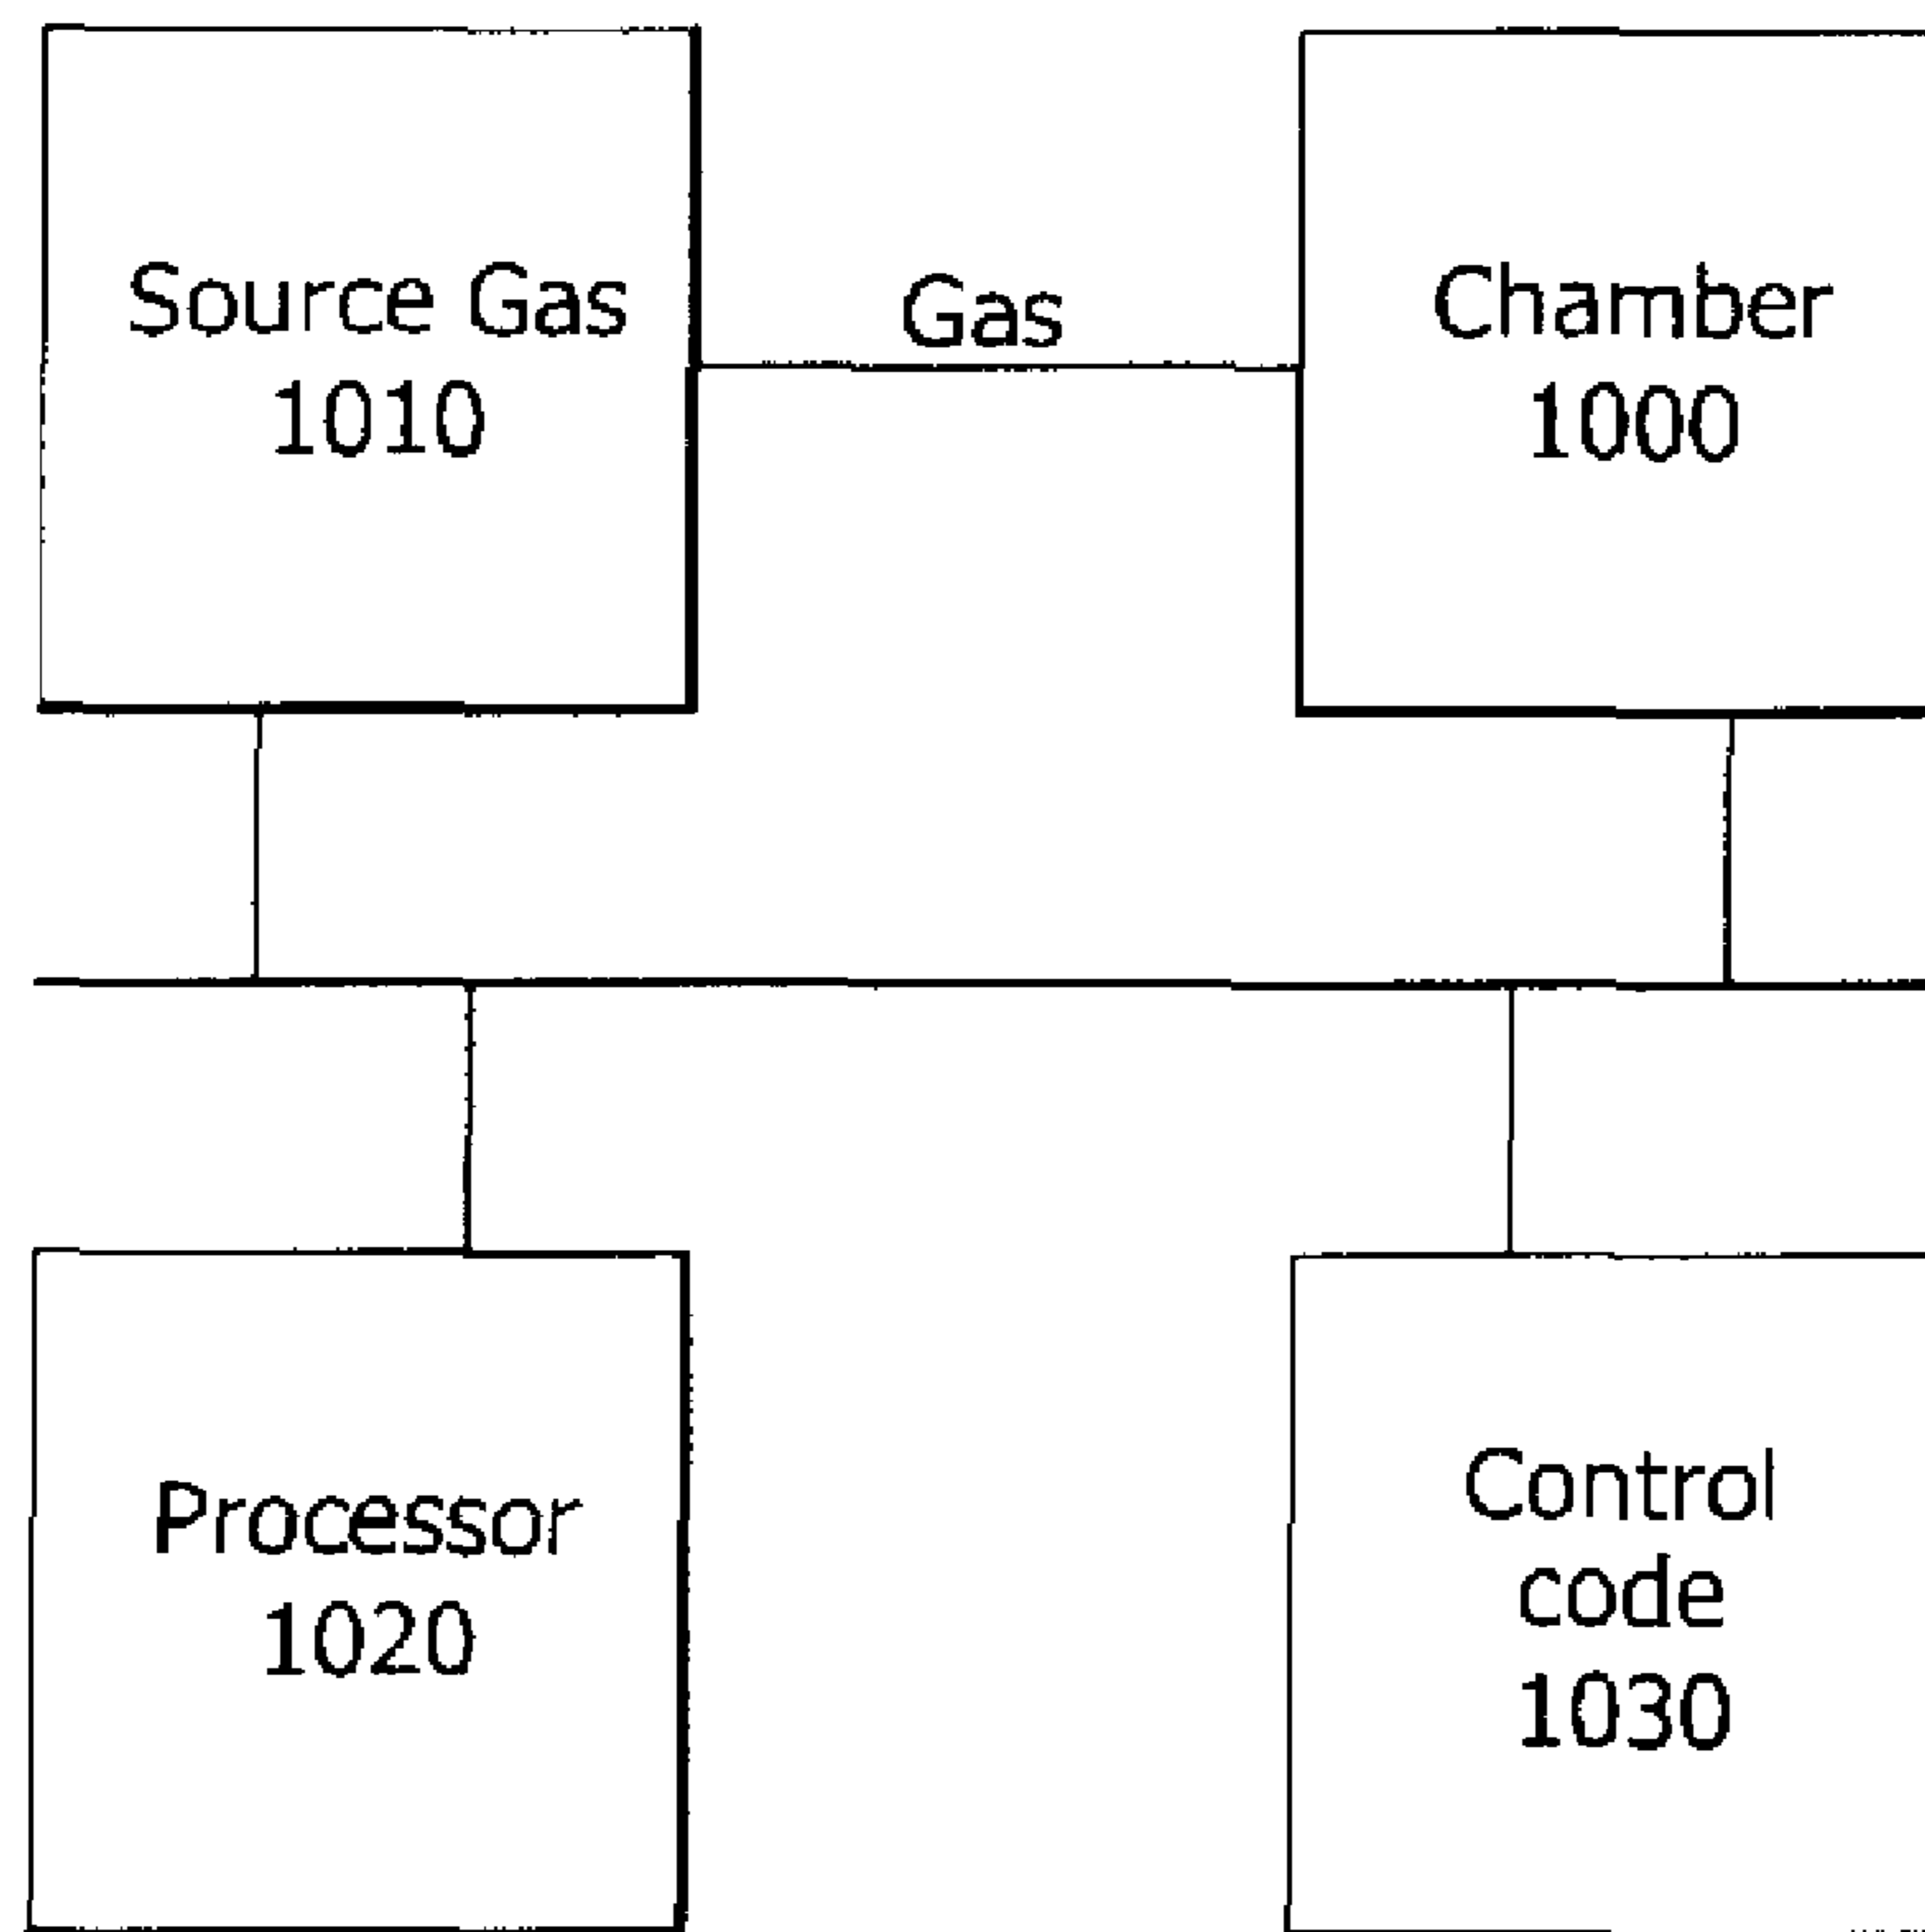 Source Gas
1010
Gas
Chamber
1000
Processor
1020
Control
code
1030